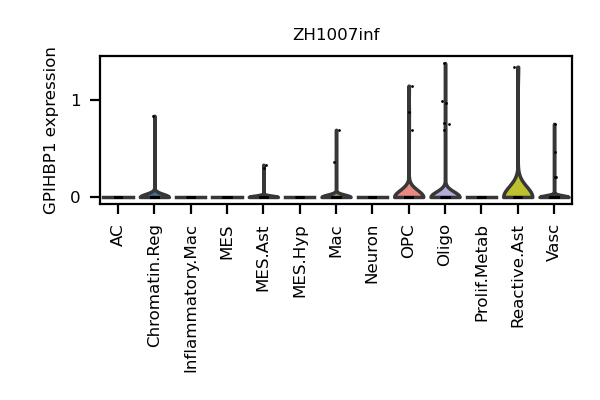 ZH1007inf
GPIHBP1 expression
1
0
AC
Chromatin.Reg
Inflammatory.Mac
MES
MES.Ast
MES.Hyp
Mac
Neuron
OPC
Oligo
Prolif.Metab
Reactive.Ast
Vasc